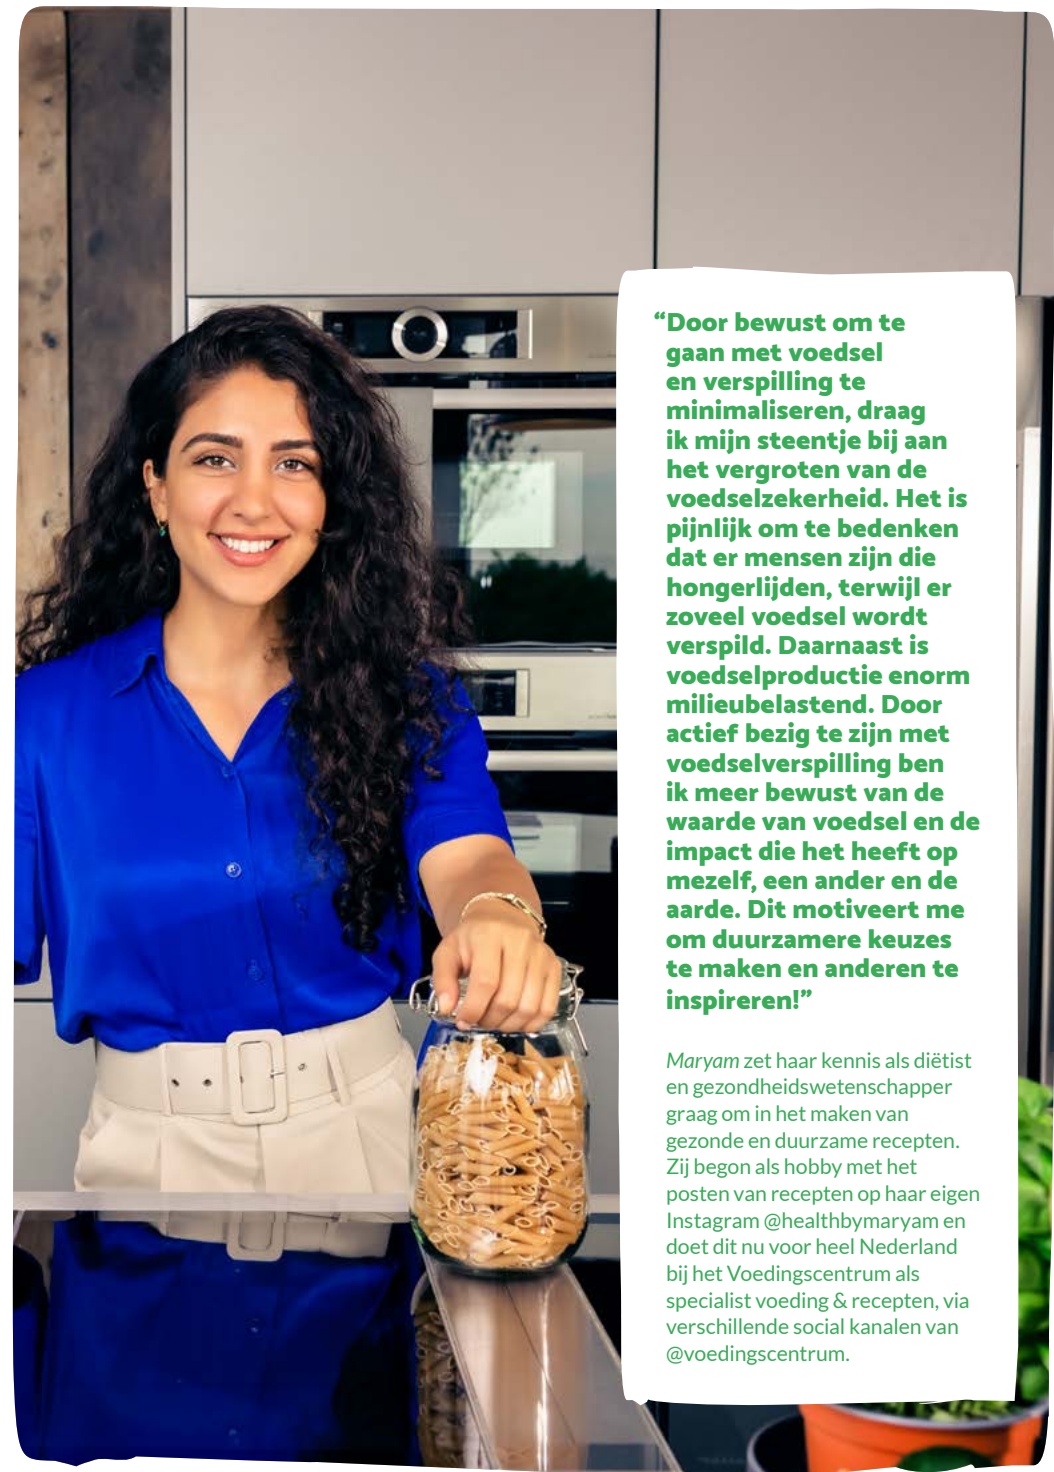 “Door bewust om te
gaan met voedsel
en verspilling te
minimaliseren, draag
ik mijn steentje bij aan
het vergroten van de
voedselzekerheid. Het is
pijnlijk om te bedenken
dat er mensen zijn die
hongerlijden, terwijl er
zoveel voedsel wordt
verspild. Daarnaast is
voedselproductie enorm
milieubelastend. Door
actief bezig te zijn met
voedselverspilling ben
ik meer bewust van de
waarde van voedsel en de
impact die het heeft op
mezelf, een ander en de
aarde. Dit motiveert me
om duurzamere keuzes
te maken en anderen te
inspireren!”
Maryam zet haar kennis als diëtist
en gezondheidswetenschapper
graag om in het maken van
gezonde en duurzame recepten.
Zij begon als hobby met het
posten van recepten op haar eigen
Instagram @healthbymaryam en
doet dit nu voor heel Nederland
bij het Voedingscentrum als
specialist voeding & recepten, via
verschillende social kanalen van
@voedingscentrum.